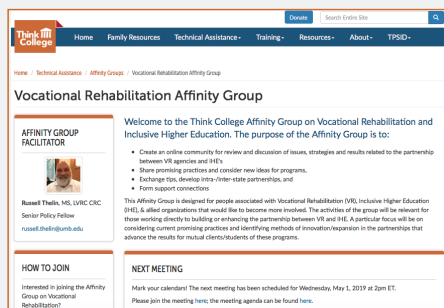 Donate
Search Entire Site
Think College
Home Family Resources Technical Assistance Training Resources About TPSID
Home / Technical Assistance / Affinity Groups / Vocational Rehabilitation Affinity Group
Vocational Rehabilitation Affinity Group
AFFINITY GROUP
FACILITATOR
Russell Thelin, MS, LVRC CRC
Senior Policy Fellow
russell.thelin@umb.edu
Welcome to the Think College Affinity Group on Vocational Rehabilitation and
Inclusive Higher Education. The purpose of the Affinity Group is to:
• Create an online community for review and discussion of issues, strategies and results related to the partnership
between VR agencies and IHE's
• Share promising practices and consider new ideas for programs,
• Exchange tips, develop intra-/inter-state partnerships, and
• Form support connections
This Affinity Group is designed for people associated with Vocational Rehabilitation (VR), Inclusive Higher Education
(IHE), & allied organizations that would like to become more involved. The activities of the group will be relevant for
those working directly to building or enhancing the partnership between VR and IHE. A particular focus will be on
considering current promising practices and identifying methods of innovation/expansion in the partnerships that
advance the results for mutual clients/students of these programs.
HOW TO JOIN
Interested in joining the Affinity
Group on Vocational
Rehabilitation?
NEXT MEETING
Mark your calendars! The next meeting has been scheduled for Wednesday, May 1, 2019 at 2pm ET.
Please join the meeting here; the meeting agenda can be found here.